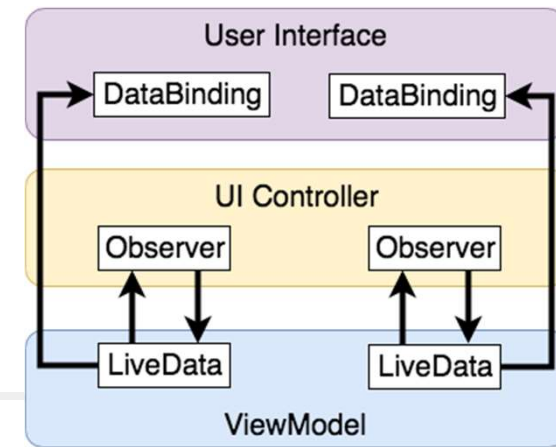 User Interface
DataBinding
DataBinding
UI Controller
Observer
Observer
LiveData
LiveData
ViewModel